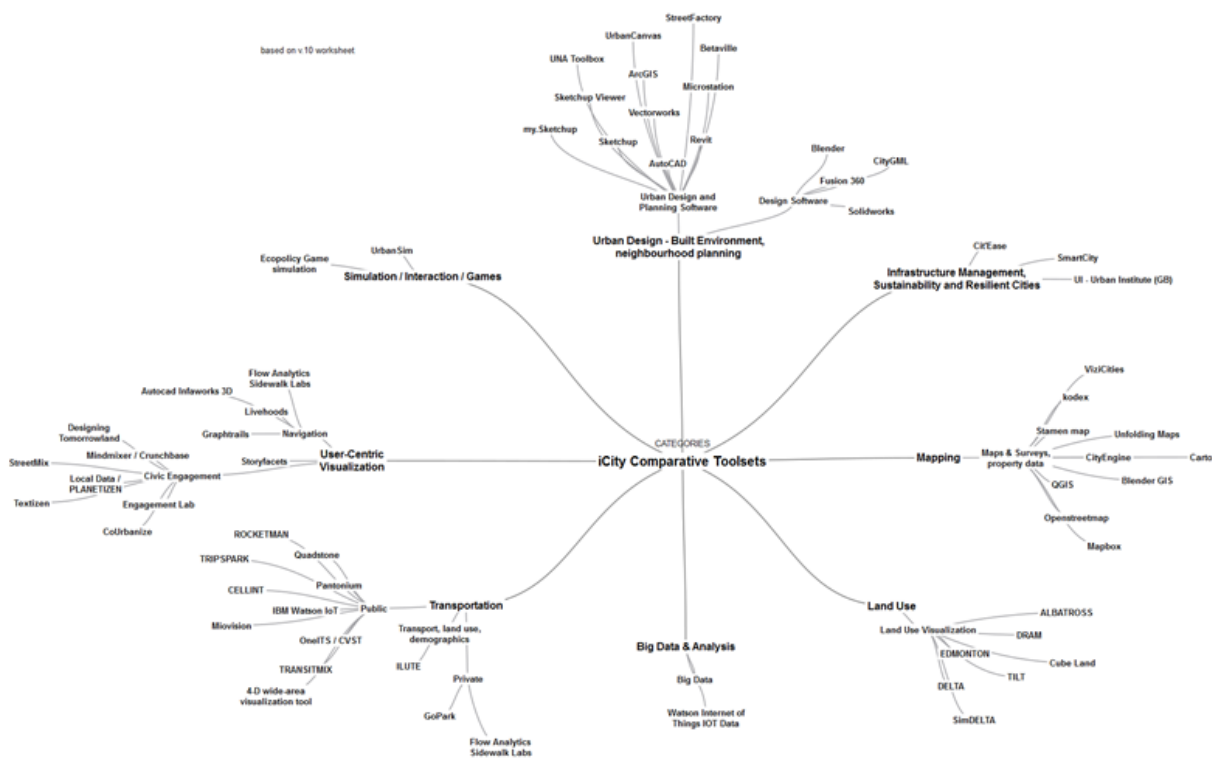 based on v.10 worksheet
StreetFactory
UrbanCanvas
Betaville
UNA Toolbox
ArcGIS
Microstation
Sketchup Viewer
Vectorworks
my.Sketchup
Sketchup
Revit
AutoCAD
Urban Design and
Planning Software
Blender
CityGML
Fusion 360
Design Software
Solidworks
Urban Design - Built Environment,
neighbourhood planning
UrbanSim
Ecopolicy Game
simulation
Simulation / Interaction / Games
Cit'Ease
SmartCity
Infrastructure Management,
Sustainability and Resilient Cities
UI - Urban Institute (GB)
Flow Analytics
Sidewalk Labs
Autocad Infaworks 3D
Livehoods
Graphtrails
Navigation
Designing
Tomorrowland
Mindmixer / Crunchbase
StreetMix
Storyfacets
User-Centric
Visualization
Civic Engagement
Local Data /
PLANETIZEN
Textizen
Engagement Lab
CoUrbanize
CATEGORIES
iCity Comparative Toolsets
ViziCities
kodex
Stamen map
Unfolding Maps
Mapping
Maps & Surveys,
property data
CityEngine
Carto
QGIS
Blender GIS
Openstreetmap
Mapbox
ROCKETMAN
Quadstone
TRIPSPARK
Pantonium
CELLINT
IBM Watson IoT
Public
Transportation
Miovision
OneITS / CVST
TRANSITMIX
4-D wide-area
visualization tool
Transport, land use,
demographics
ILUTE
Private
GoPark
Flow Analytics
Sidewalk Labs
Big Data & Analysis
Big Data
Watson Internet of
Things IOT Data
Land Use
Land Use Visualization
ALBATROSS
DRAM
EDMONTON
Cube Land
TILT
DELTA
SimDELTA